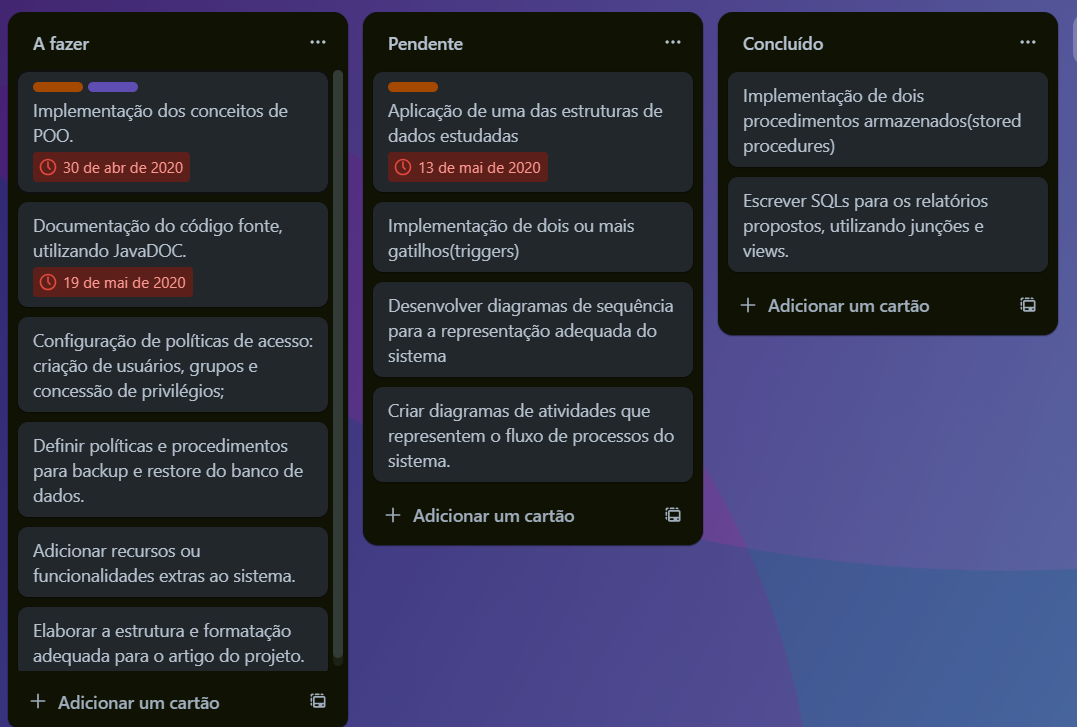 A fazer
Implementação dos conceitos de
POO.
30 de abr de 2020
Documentação do código fonte,
utilizando JavaDOC.
19 de mai de 2020
Configuração de políticas de acesso:
criação de usuários, grupos e
concessão de privilégios;
Definir políticas e procedimentos
para backup e restore do banco de
dados.
Adicionar recursos ou
funcionalidades extras ao sistema.
Elaborar a estrutura e formatação
adequada para o artigo do projeto.
+ Adicionar um cartão
Pendente
Aplicação de uma das estruturas de
dados estudadas
13 de mai de 2020
Implementação de dois ou mais
gatilhos(triggers)
Desenvolver diagramas de sequência
para a representação adequada do
sistema
Criar diagramas de atividades que
representem o fluxo de processos do
sistema.
+ Adicionar um cartão
Concluído
Implementação de dois
procedimentos armazenados(stored
procedures)
Escrever SQLs para os relatórios
propostos, utilizando junções e
views.
+ Adicionar um cartão